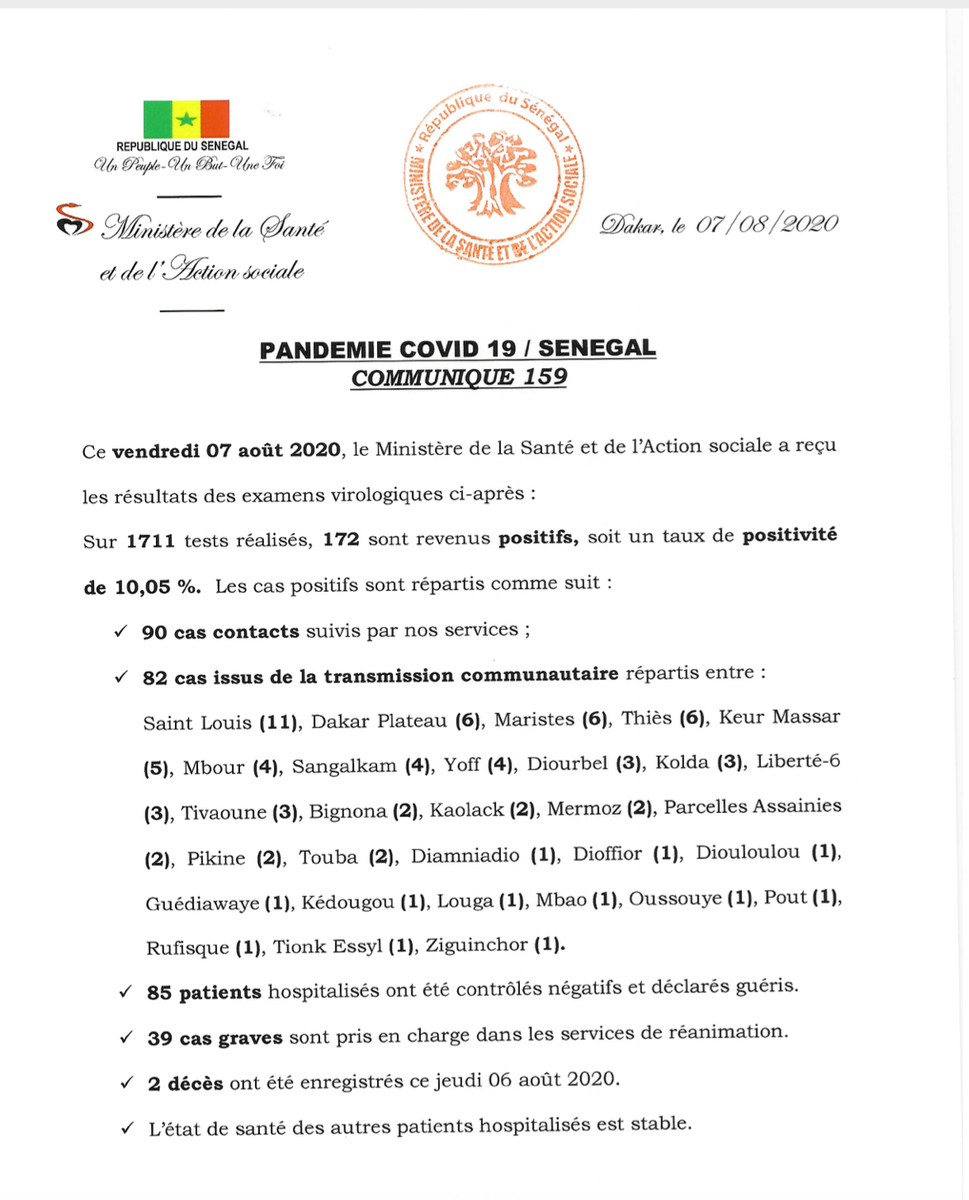 REPUBLIQUE DU SENEGAL
Un Peuple-Un But-Une Foi
Ministère de la Santé
et de l'Action sociale
★ République du Sénégal ★
MINISTÈRE DE LA SANTÉ ET DE L'ACTION SOCIALE
Dakar, le 07/08/2020
PANDEMIE COVID 19 / SENEGAL
COMMUNIQUE 159
Ce vendredi 07 août 2020, le Ministère de la Santé et de l'Action sociale a reçu
les résultats des examens virologiques ci-après :
Sur 1711 tests réalisés, 172 sont revenus positifs, soit un taux de positivité
de 10,05 %. Les cas positifs sont répartis comme suit :
✓ 90 cas contacts suivis par nos services ;
✓ 82 cas issus de la transmission communautaire répartis entre :
Saint Louis (11), Dakar Plateau (6), Maristes (6), Thiès (6), Keur Massar
(5), Mbour (4), Sangalkam (4), Yoff (4), Diourbel (3), Kolda (3), Liberté-6
(3), Tivaoune (3), Bignona (2), Kaolack (2), Mermoz (2), Parcelles Assainies
(2), Pikine (2), Touba (2), Diamniadio (1), Dioffior (1), Diouloulou (1),
Guédiawaye (1), Kédougou (1), Louga (1), Mbao (1), Oussouye (1), Pout (1),
Rufisque (1), Tionk Essyl (1), Ziguinchor (1).
✓ 85 patients hospitalisés ont été contrôlés négatifs et déclarés guéris.
✓ 39 cas graves sont pris en charge dans les services de réanimation.
✓ 2 décès ont été enregistrés ce jeudi 06 août 2020.
✓ L'état de santé des autres patients hospitalisés est stable.